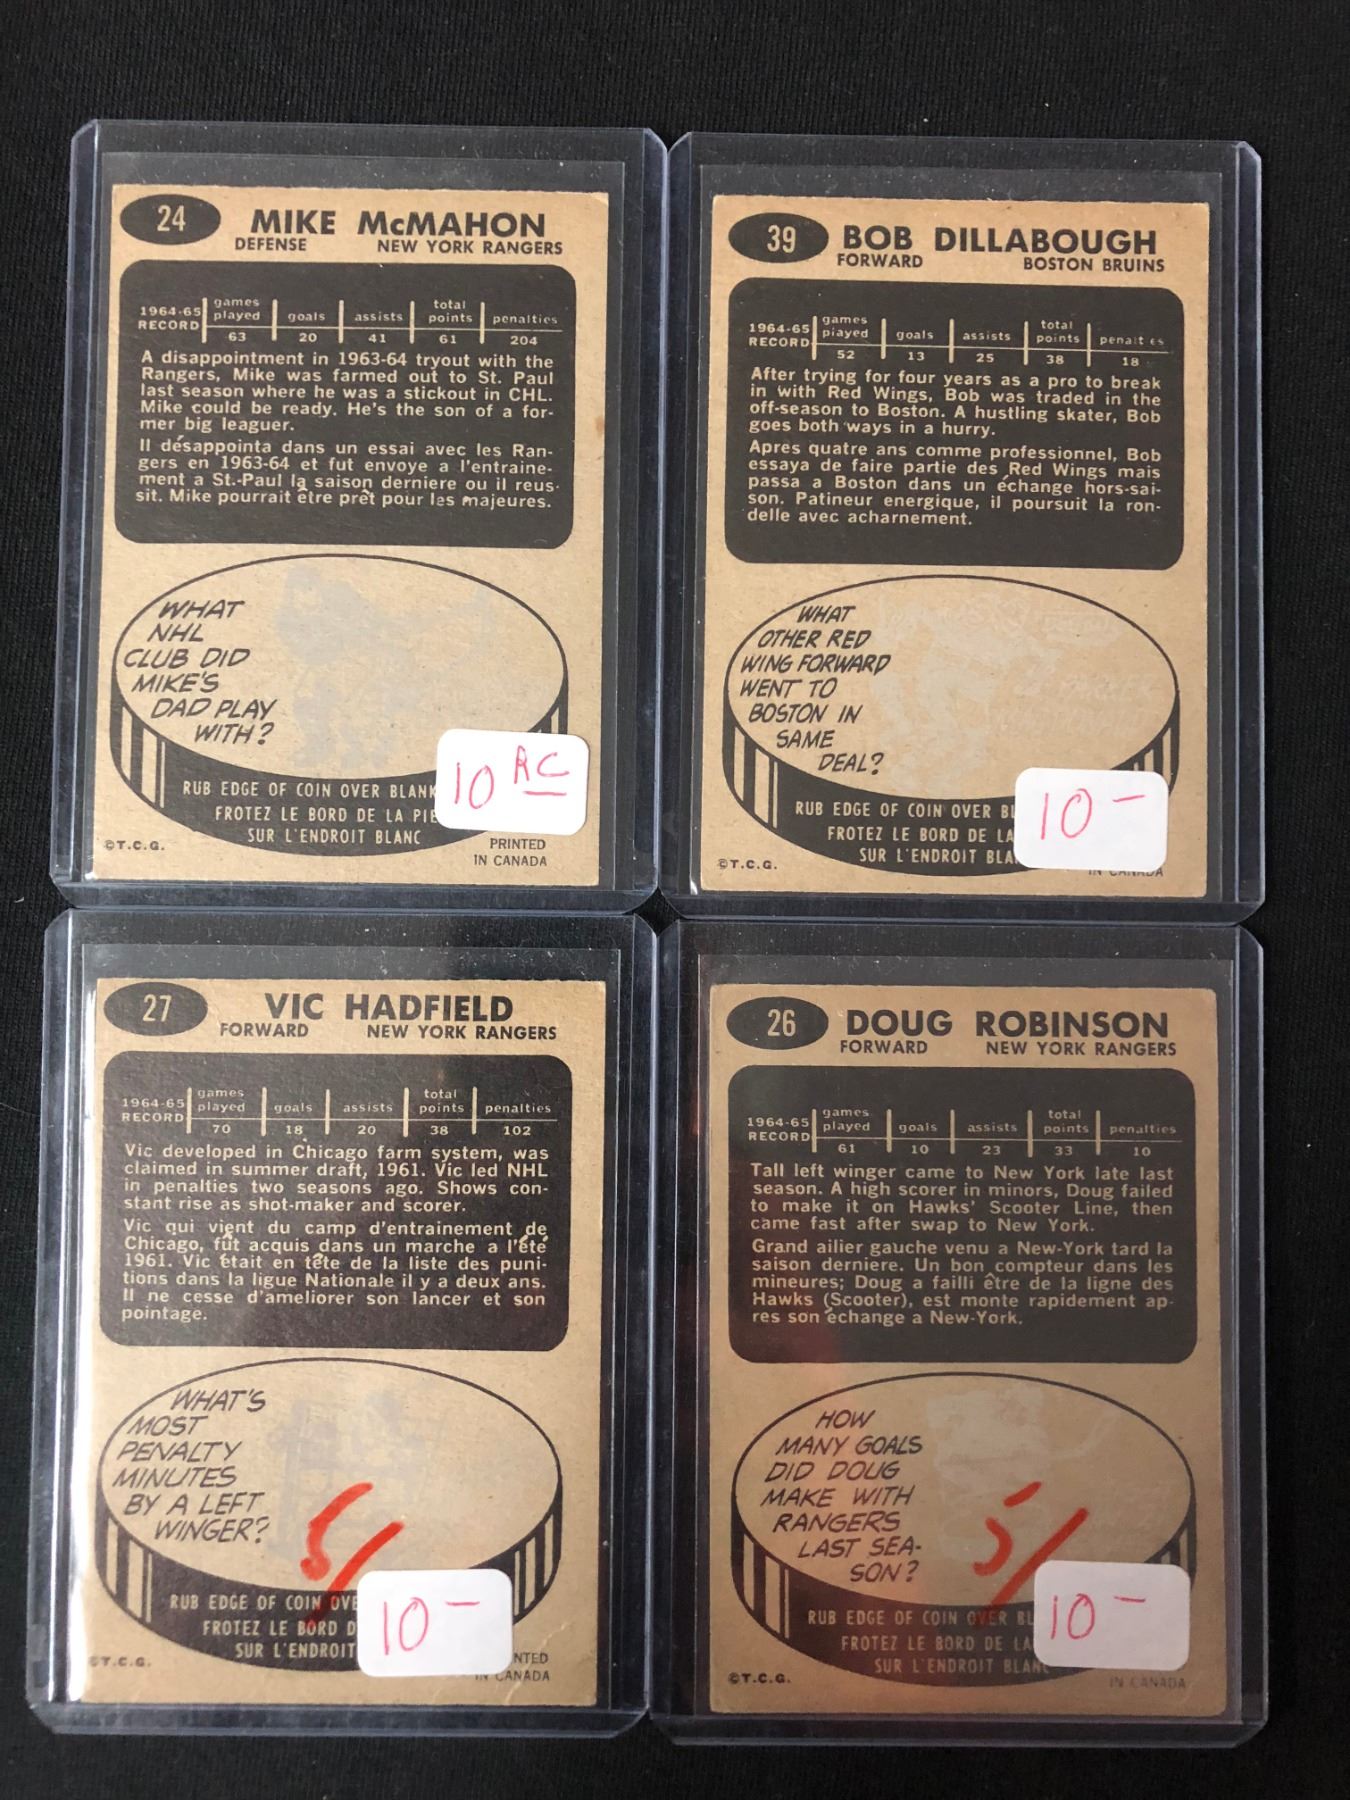 24
MIKE McMAHON
DEFENSE NEW YORK RANGERS
1964-65 RECORD games played goals assists total points penalties
63 20 41 61 204
A disappointment in 1963-64 tryout with the
Rangers, Mike was farmed out to St. Paul
last season where he was a stickout in CHL.
Mike could be ready. He's the son of a for-
mer big leaguer.
Il désappointa dans un essai avec les Ran-
gers en 1963-64 et fut envoye a l'entraine-
ment a St.-Paul la saison derniere ou il reus-
sit. Mike pourrait être prêt pour les majeures.
WHAT
NHL
CLUB DID
MIKE'S
DAD PLAY
WITH?
RUB EDGE OF COIN OVER BLANK
FROTEZ LE BORD DE LA PIE
SUR L'ENDROIT BLANC
©T.C.G.
PRINTED
IN CANADA
10 RC
39
BOB DILLABOUGH
FORWARD BOSTON BRUINS
1964-65 RECORD games played goals assists total points penalties
52 13 25 38 18
After trying for four years as a pro to break
in with Red Wings, Bob was traded in the
off-season to Boston. A hustling skater, Bob
goes both ways in a hurry.
Apres quatre ans comme professionnel, Bob
essaya de faire partie des Red Wings mais
passa a Boston dans un échange hors-sai-
son. Patineur energique, il poursuit la ron-
delle avec acharnement.
WHAT
OTHER RED
WING FORWARD
WENT TO
BOSTON IN
SAME
DEAL?
RUB EDGE OF COIN OVER BL
FROTEZ LE BORD DE LA
SUR L'ENDROIT BLA
©T.C.G.
IN CANADA
10 -
27
VIC HADFIELD
FORWARD NEW YORK RANGERS
1964-65 RECORD games played goals assists total points penalties
70 18 20 38 102
Vic developed in Chicago farm system, was
claimed in summer draft, 1961. Vic led NHL
in penalties two seasons ago. Shows con-
stant rise as shot-maker and scorer.
Vic qui vient du camp d'entrainement de
Chicago, fût acquis dans un marche a l'été
1961. Vic était en tête de la liste des puni-
tions dans la ligue Nationale il y a deux ans.
Il ne cesse d'ameliorer son lancer et son
pointage.
WHAT'S
MOST
PENALTY
MINUTES
BY A LEFT
WINGER?
5/
RUB EDGE OF COIN OVE
FROTEZ LE BORD D
SUR L'ENDROIT
©T.C.G.
NTED
IN CANADA
10 -
26
DOUG ROBINSON
FORWARD NEW YORK RANGERS
1964-65 RECORD games played goals assists total points penalties
61 10 23 33 10
Tall left winger came to New York late last
season. A high scorer in minors, Doug failed
to make it on Hawks' Scooter Line, then
came fast after swap to New York.
Grand ailier gauche venu a New-York tard la
saison derniere. Un bon compteur dans les
mineures; Doug a failli être de la ligne des
Hawks (Scooter), est monte rapidement ap-
res son échange a New-York.
HOW
MANY GOALS
DID DOUG
MAKE WITH
RANGERS
LAST SEA-
SON?
5/
RUB EDGE OF COIN OVER BL
FROTEZ LE BORD DE LA
SUR L'ENDROIT BLANC
©T.C.G.
IN CANADA
10 -